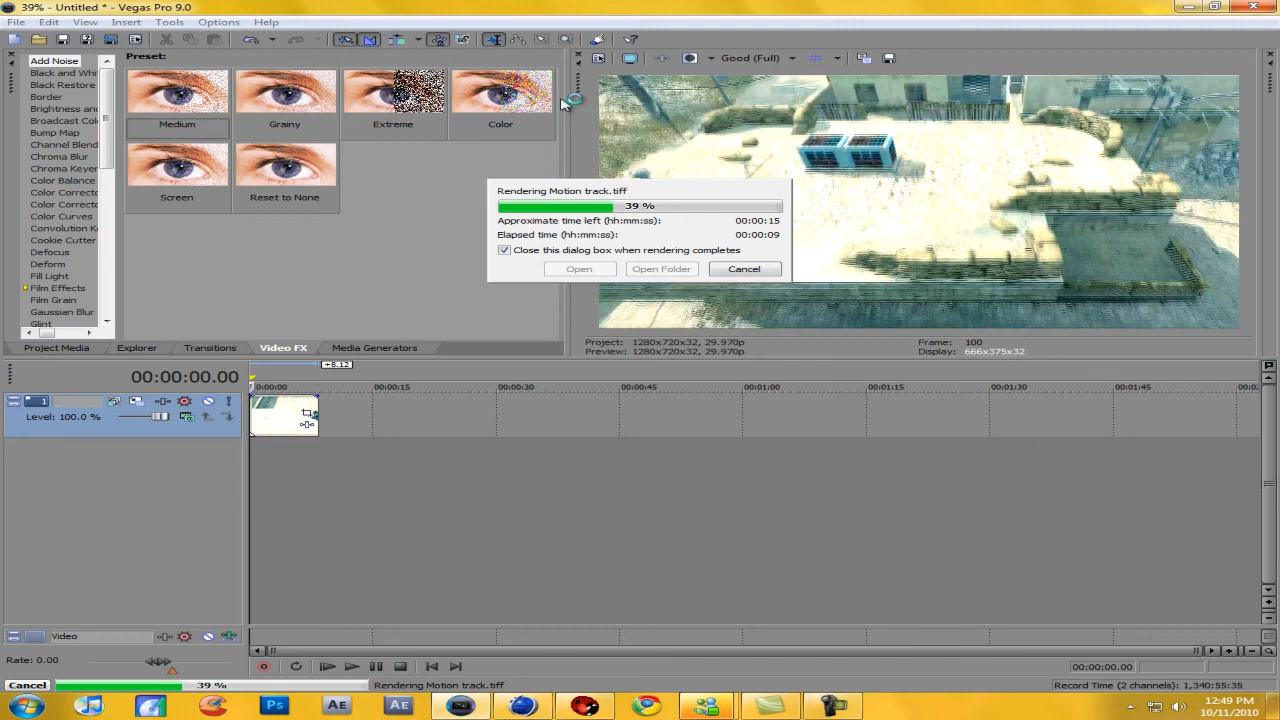 39% - Untitled * - Vegas Pro 9.0
File Edit View Insert Tools Options Help
Add Noise
Black and Whi
Black Restore
Border
Brightness and
Broadcast Colo
Bump Map
Channel Blend
Chroma Blur
Chroma Keyer
Color Balance
Color Correcto
Color Correcto
Color Curves
Convolution K
Cookie Cutter
Defocus
Deform
Fill Light
Film Effects
Film Grain
Gaussian Blur
Glint
Preset:
Medium Grainy Extreme Color
Screen Reset to None
Good (Full)
Rendering Motion track.tiff
39 %
Approximate time left (hh:mm:ss): 00:00:15
Elapsed time (hh:mm:ss): 00:00:09
Close this dialog box when rendering completes
Open Open Folder Cancel
Project: 1280x720x32, 29.970p Frame: 100
Preview: 1280x720x32, 29.970p Display: 666x375x32
Project Media Explorer Transitions Video FX Media Generators
+8.12
00:00:00.00
0:00:00 00:00:15 00:00:30 00:00:45 00:01:00 00:01:15 00:01:30 00:01:45 00:0
1
Level: 100.0 %
Video
Rate: 0.00
00:00:00.00
Cancel 39 % Rendering Motion track.tiff Record Time (2 channels): 1,340:55:35
Ps AE AE
12:49 PM
10/11/2010